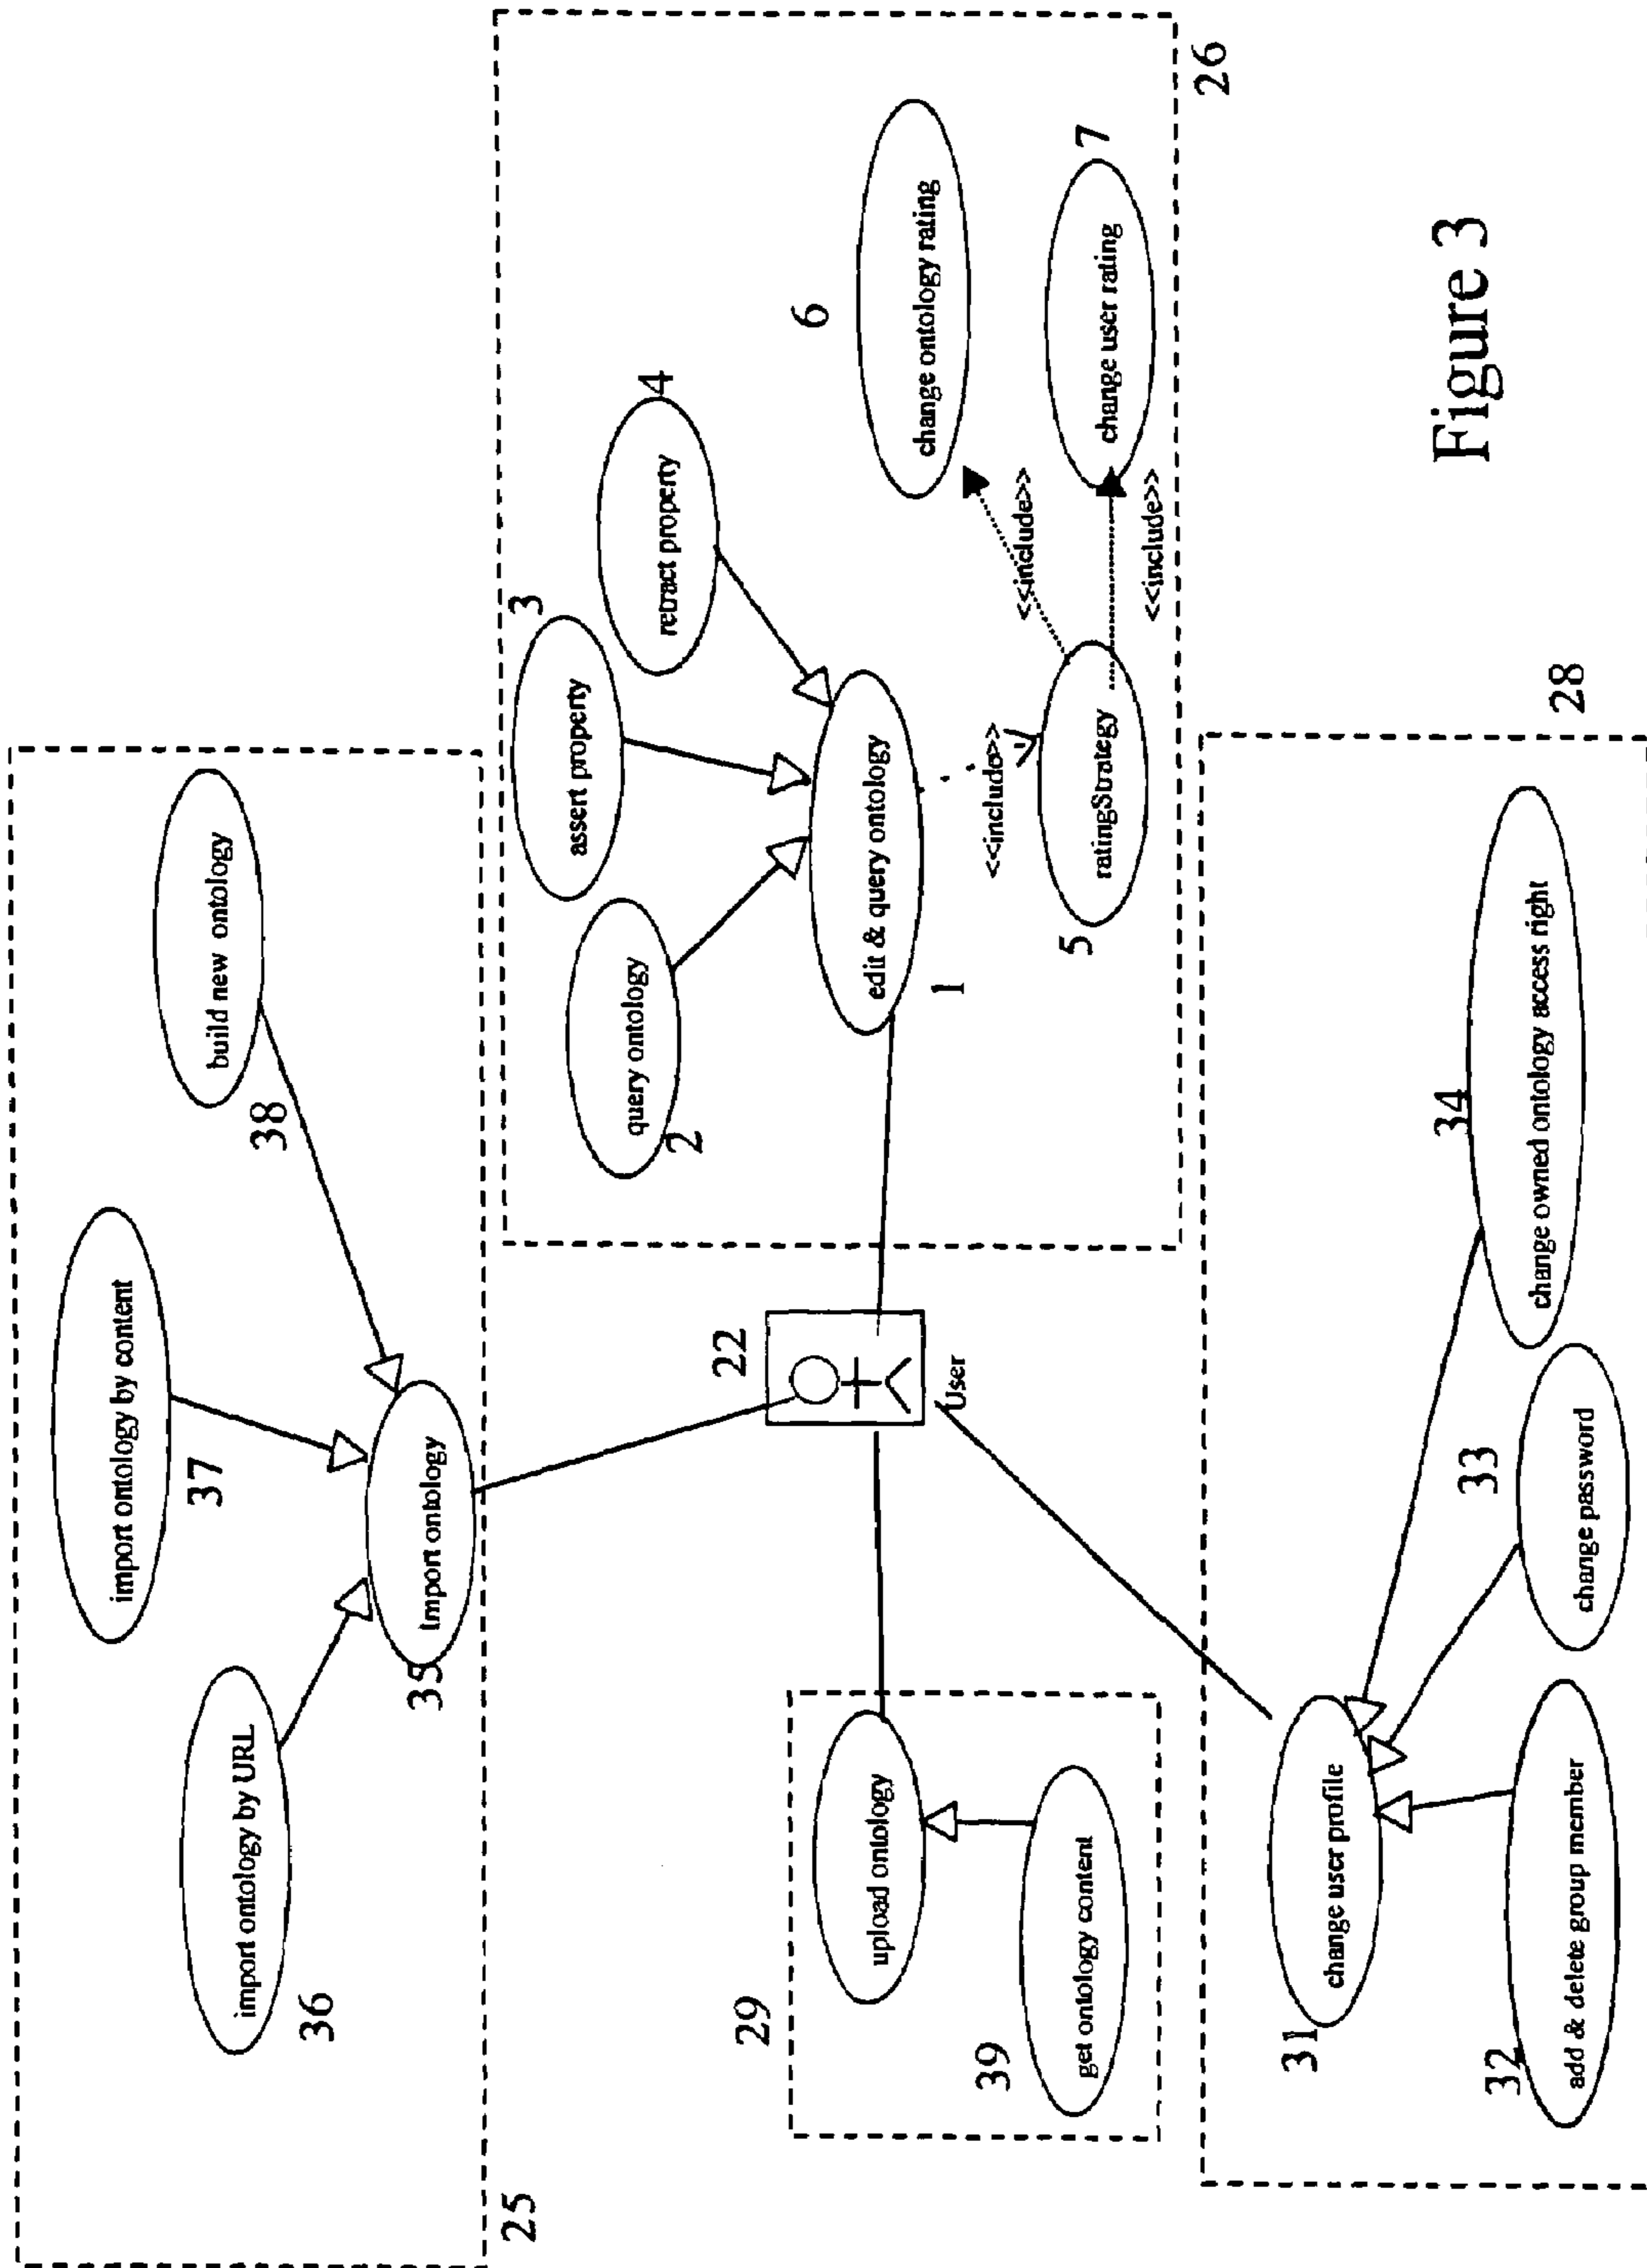 import ontology by content
37
build new ontology
import ontology by URL
38
36
Import ontology
35
25
3
assert property
query ontology
4
retract property
2
22
29
6
edit & query ontology
upload ontology
change ontology rating
1
User
<<include>>
39
<<include>>
5
get ontology content
7
ratingStrategy
change user rating
<<include>>
26
31
change user profile
34
Figure 3
33
32
change owned ontology access right
28
add & delete group member
change password